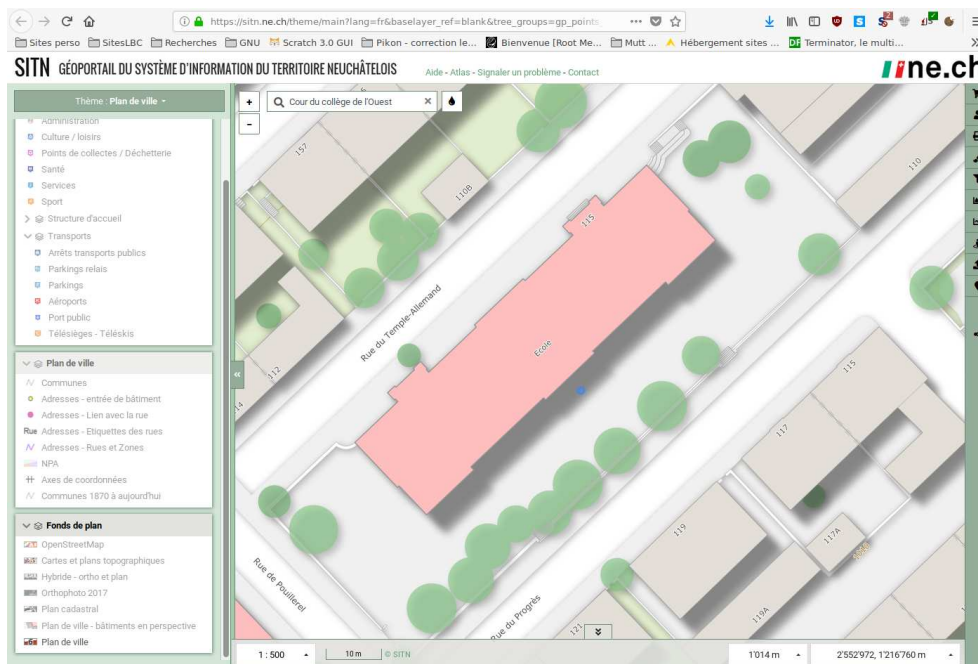 https://sitn.ne.ch/theme/main?lang=fr&baselayer_ref=blank&tree_groups=gp_points
Sites perso SitesLBC Recherches GNU Scratch 3.0 GUI Pikon - correction le... Bienvenue [Root Me... Mutt ... Hébergement sites ... Terminator, le multi...
SITN GÉOPORTAIL DU SYSTÈME D'INFORMATION DU TERRITOIRE NEUCHÂTELOIS Aide - Atlas - Signaler un problème - Contact ne.ch
Thème : Plan de ville
Administration
Culture / loisirs
Points de collectes / Déchetterie
Santé
Services
Sport
Structure d'accueil
Transports
Arrêts transports publics
Parkings relais
Parkings
Aéroports
Port public
Télésièges - Téléskis
Plan de ville
Communes
Adresses - entrée de bâtiment
Adresses - Lien avec la rue
Rue Adresses - Etiquettes des rues
Adresses - Rues et Zones
NPA
Axes de coordonnées
Communes 1870 à aujourd'hui
Fonds de plan
OpenStreetMap
Cartes et plans topographiques
Hybride - ortho et plan
Orthophoto 2017
Plan cadastral
Plan de ville - bâtiments en perspective
Plan de ville
+
-
Cour du collège de l'Ouest ×
157
110B
115
110
Rue du Temple-Allemand
Ecole
112
114
115
117
119
117A
119A
121
Rue de Pouillerel
Rue du Progrès
1 : 500
10 m
© SITN
1'014 m
2'552'972, 1'216'760 m